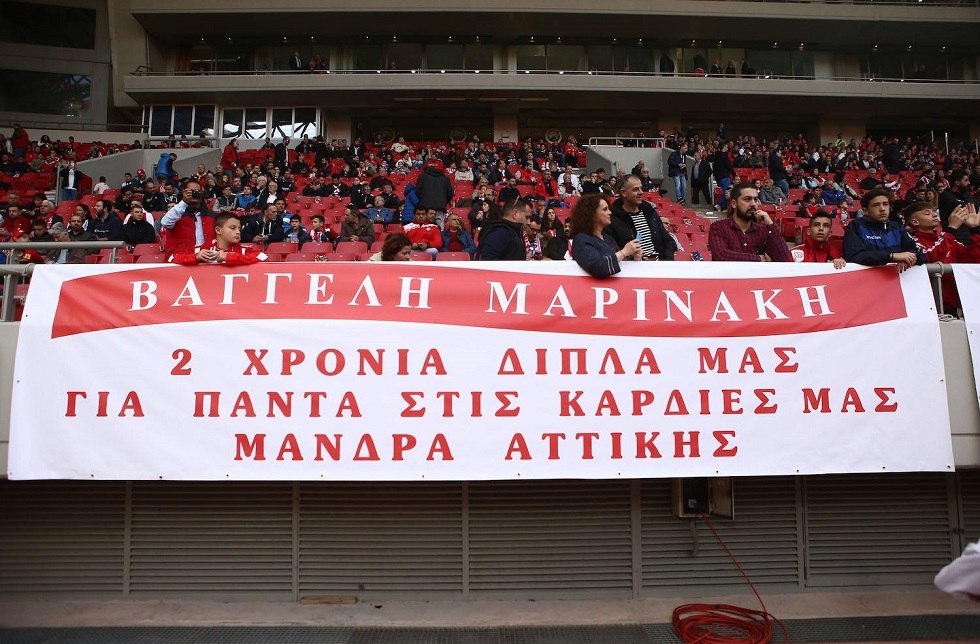 ΒΑΓΓΕΛΗ ΜΑΡΙΝΑΚΗ
2 ΧΡΟΝΙΑ ΔΙΠΛΑ ΜΑΣ
ΓΙΑ ΠΑΝΤΑ ΣΤΙΣ ΚΑΡΔΙΕΣ ΜΑΣ
ΜΑΝΔΡΑ ΑΤΤΙΚΗΣ